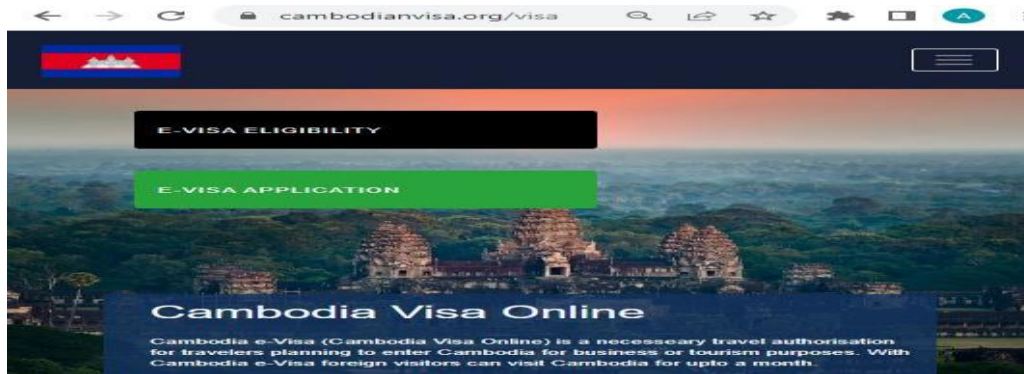 cambodianvisa.org/visa
A
E-VISA ELIGIBILITY
E-VISA APPLICATION
Cambodia Visa Online
Cambodia e-Visa (Cambodia Visa Online) is a necesseary travel authorisation
for travelers planning to enter Cambodia for business or tourism purposes. With
Cambodia e-Visa foreign visitors can visit Cambodia for upto a month.